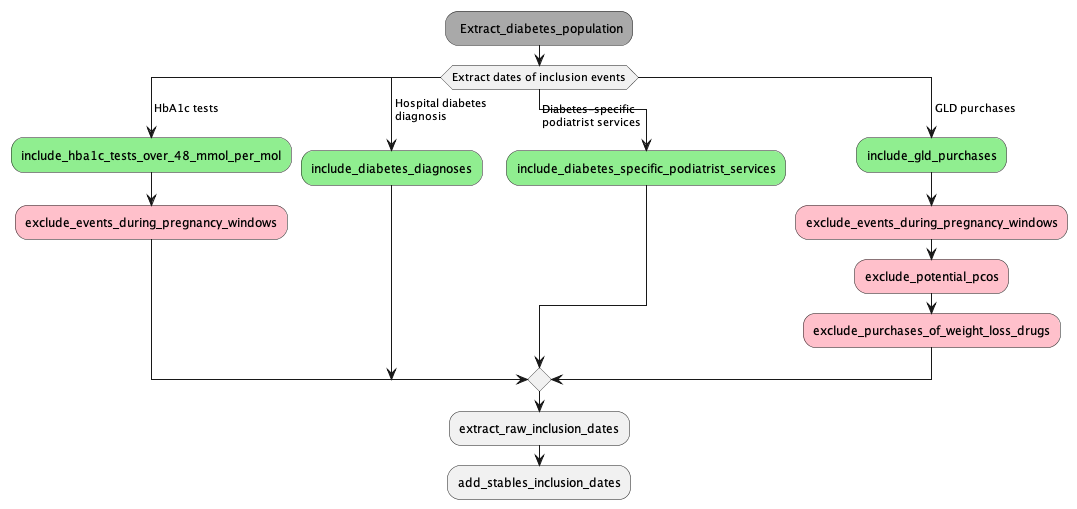 Extract_diabetes_population
Extract dates of inclusion events
HbA1c tests
Hospital diabetes
diagnosis
Diabetes-specific
podiatrist services
GLD purchases
include_hba1c_tests_over_48_mmol_per_mol
include_diabetes_diagnoses
include_diabetes_specific_podiatrist_services
include_gld_purchases
exclude_events_during_pregnancy_windows
exclude_events_during_pregnancy_windows
exclude_potential_pcos
exclude_purchases_of_weight_loss_drugs
extract_raw_inclusion_dates
add_stables_inclusion_dates